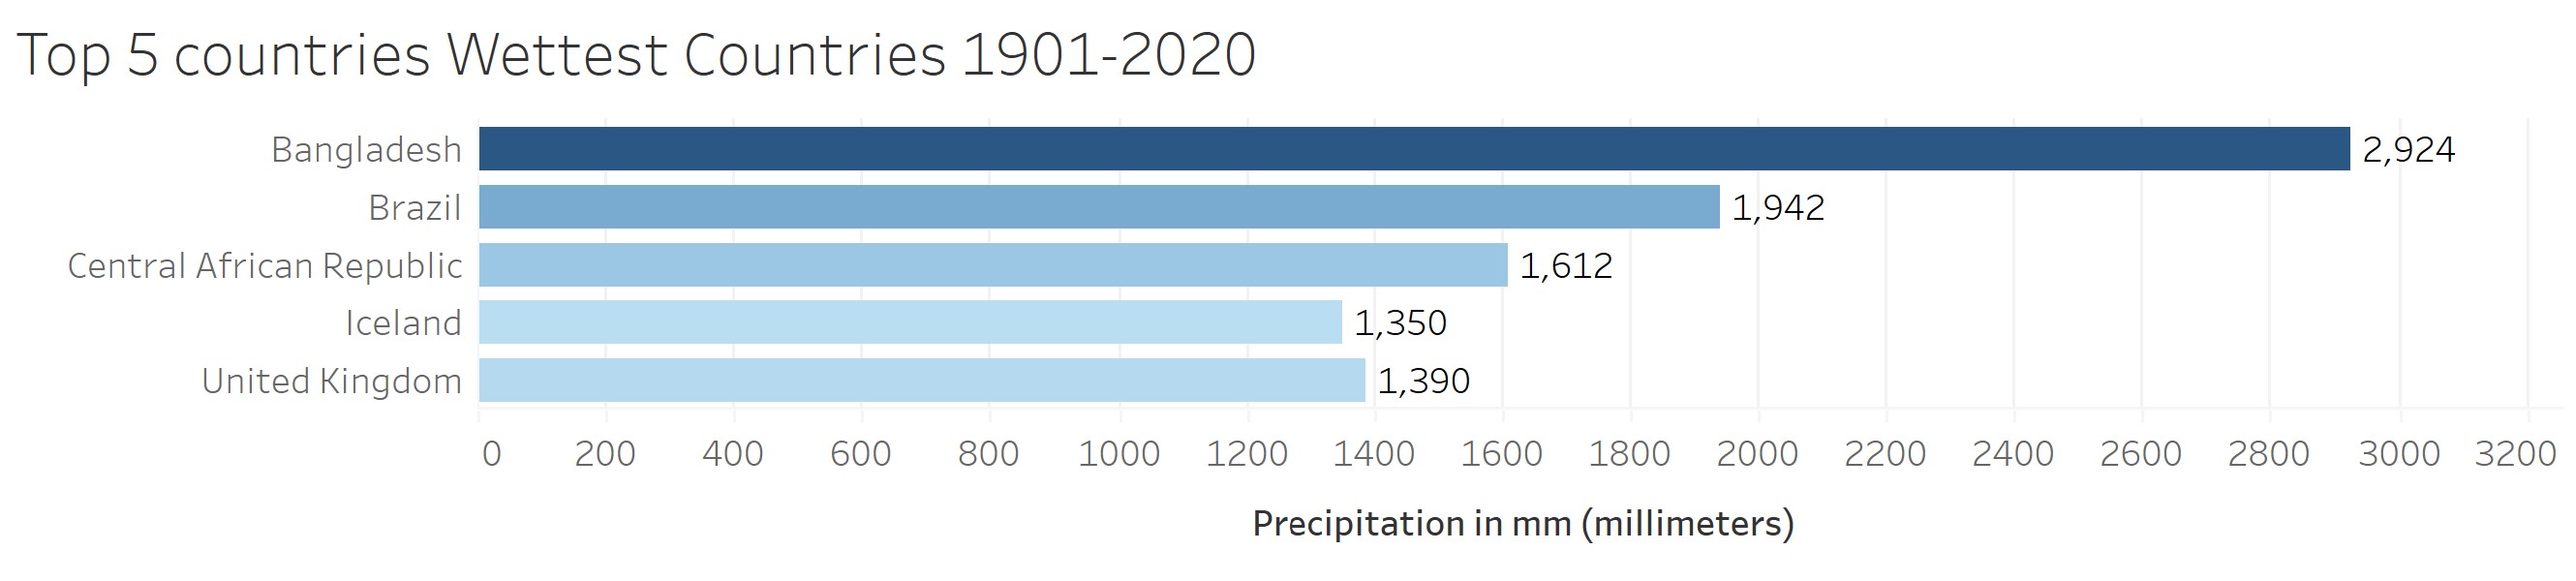 Top 5 countries Wettest Countries 1901-2020
Bangladesh 2,924
Brazil 1,942
Central African Republic 1,612
Iceland 1,350
United Kingdom 1,390
0 200 400 600 800 1000 1200 1400 1600 1800 2000 2200 2400 2600 2800 3000 3200
Precipitation in mm (millimeters)